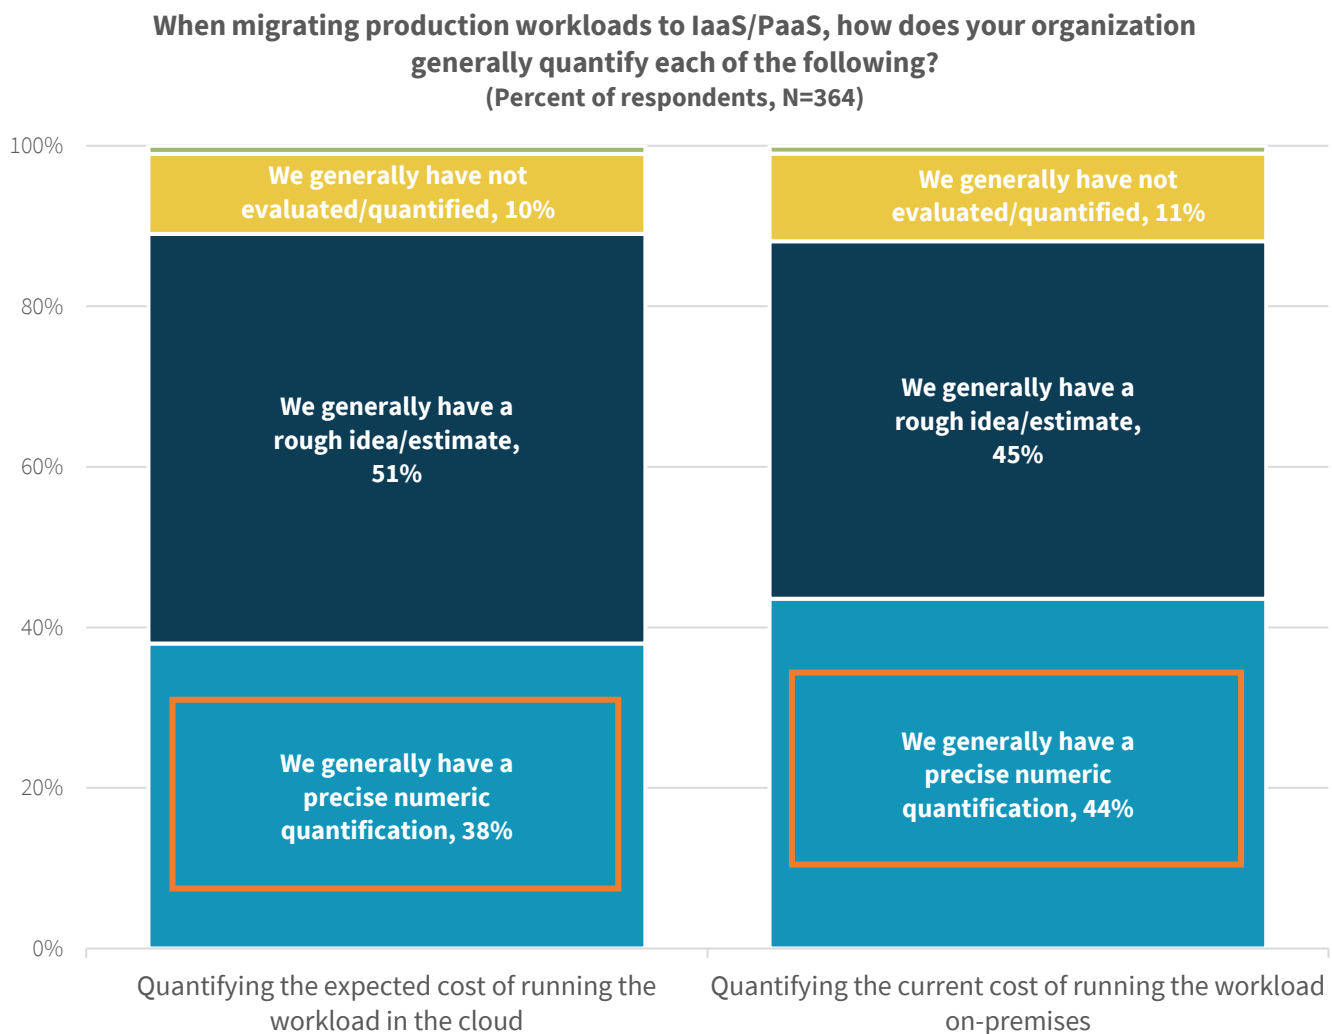 When migrating production workloads to IaaS/PaaS, how does your organization
generally quantify each of the following?
(Percent of respondents, N=364)
100%
80%
60%
40%
20%
0%
We generally have not
evaluated/quantified, 10%
We generally have a
rough idea/estimate,
51%
We generally have a
precise numeric
quantification, 38%
We generally have not
evaluated/quantified, 11%
We generally have a
rough idea/estimate,
45%
We generally have a
precise numeric
quantification, 44%
Quantifying the expected cost of running the
workload in the cloud
Quantifying the current cost of running the workload
on-premises